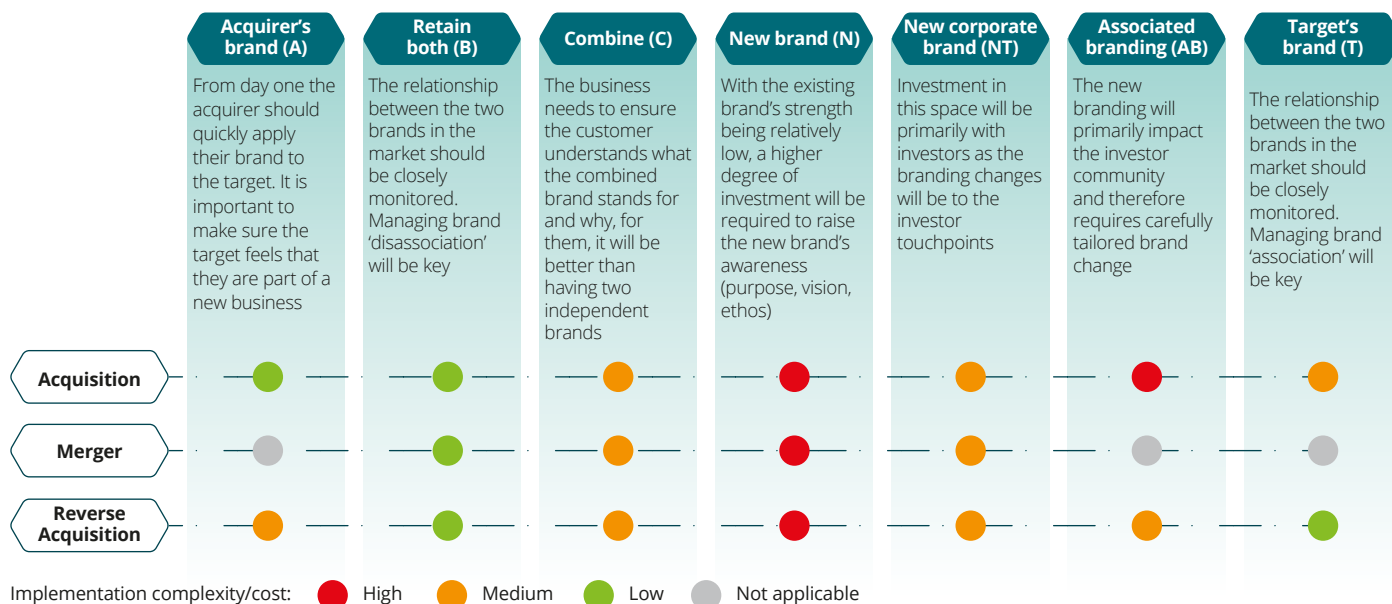 Acquirer's
brand (A)
From day one the
acquirer should
quickly apply
their brand to
the target. It is
important to
make sure the
target feels that
they are part of a
new business
Retain
both (B)
The relationship
between the two
brands in the
market should
be closely
monitored.
Managing brand
‘disassociation’
will be key
Combine (C)
The business
needs to ensure
the customer
understands what
the combined
brand stands for
and why, for
them, it will be
better than
having two
independent
brands
New brand (N)
With the existing
brand’s strength
being relatively
low, a higher
degree of
investment will be
required to raise
the new brand’s
awareness
(purpose, vision,
ethos)
New corporate
brand (NT)
Investment in
this space will be
primarily with
investors as the
branding changes
will be to the
investor
touchpoints
Associated
branding (AB)
The new
branding will
primarily impact
the investor
community
and therefore
requires carefully
tailored brand
change
Target’s
brand (T)
The relationship
between the two
brands in the
market should
be closely
monitored.
Managing brand
‘association’ will
be key
Acquisition
Merger
Reverse
Acquisition
Implementation complexity/cost: High Medium Low Not applicable